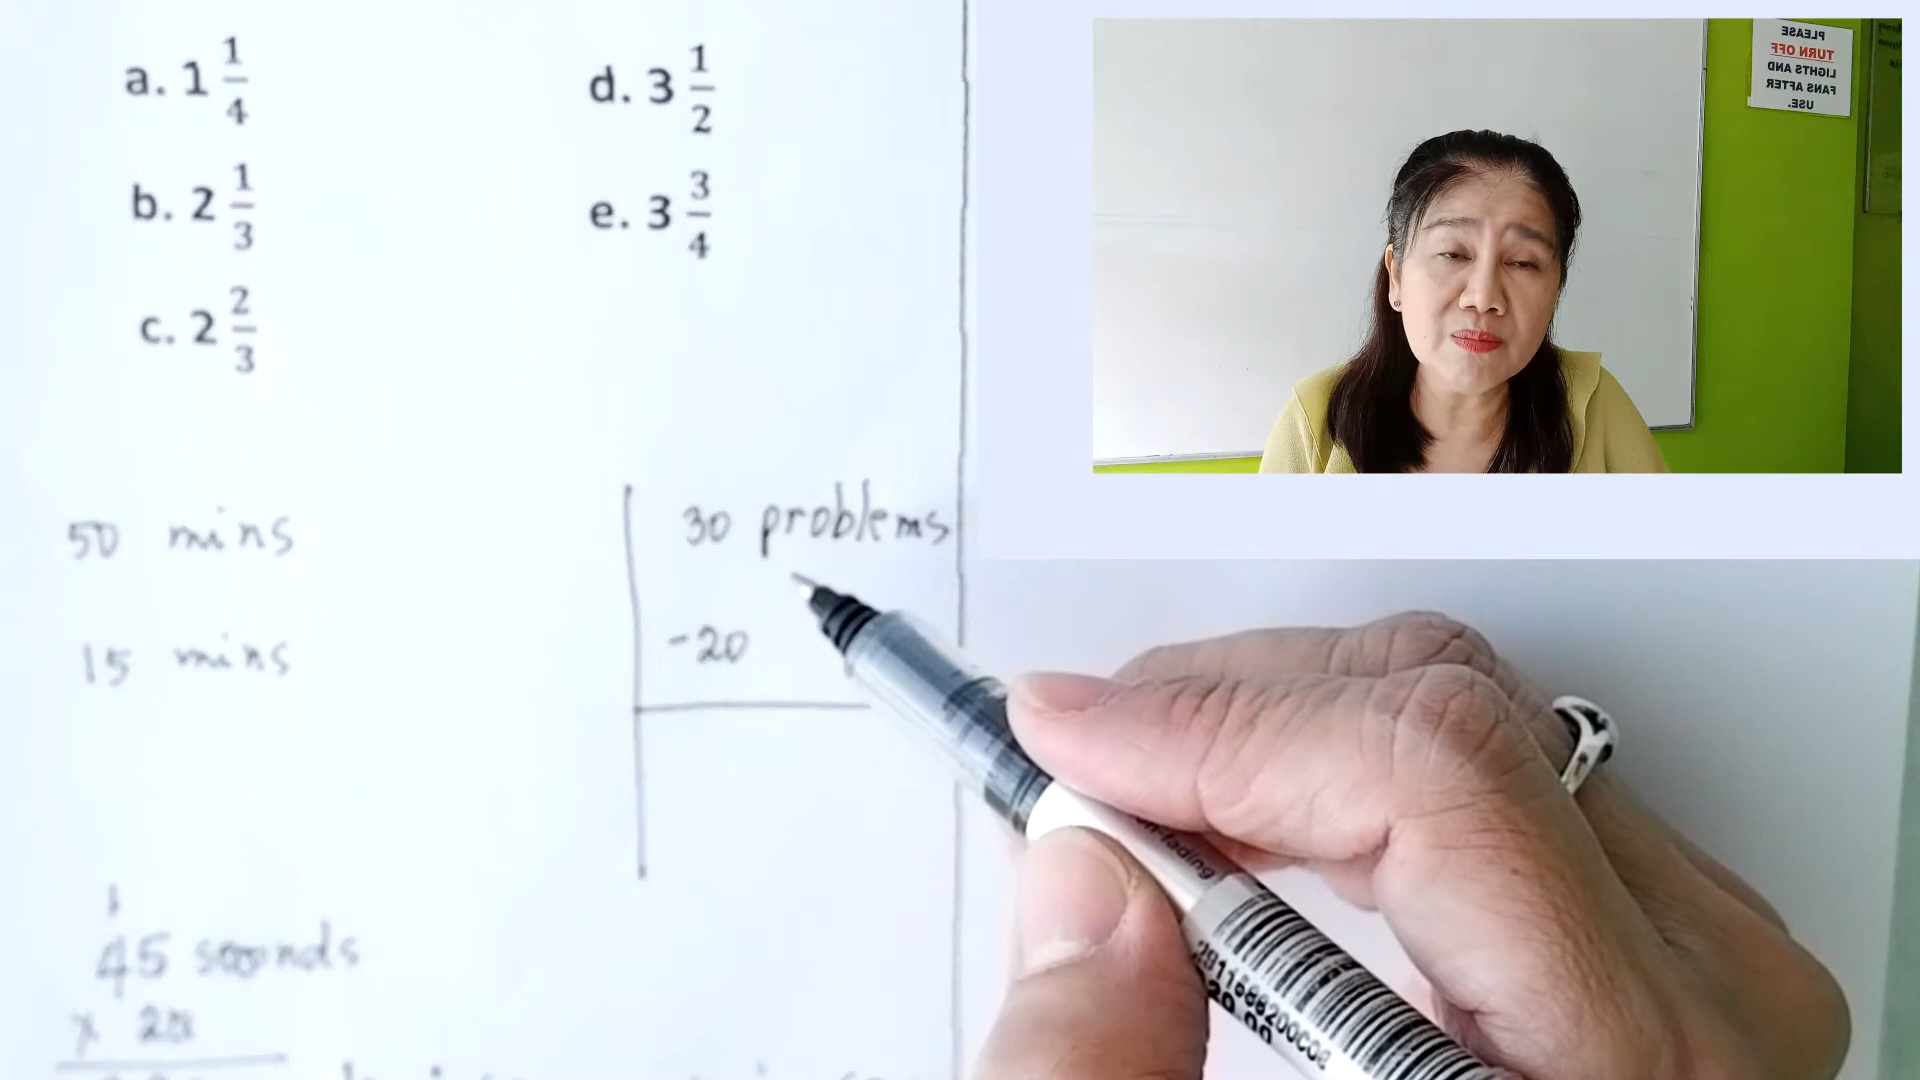 a. 1 1/4
b. 2 1/3
c. 2 2/3
d. 3 1/2
e. 3 3/4
50 mins
15 mins
30 problems
-20
45 seconds
x 20
PLEASE
TURN OFF
LIGHTS AND
FANS AFTER
USE.